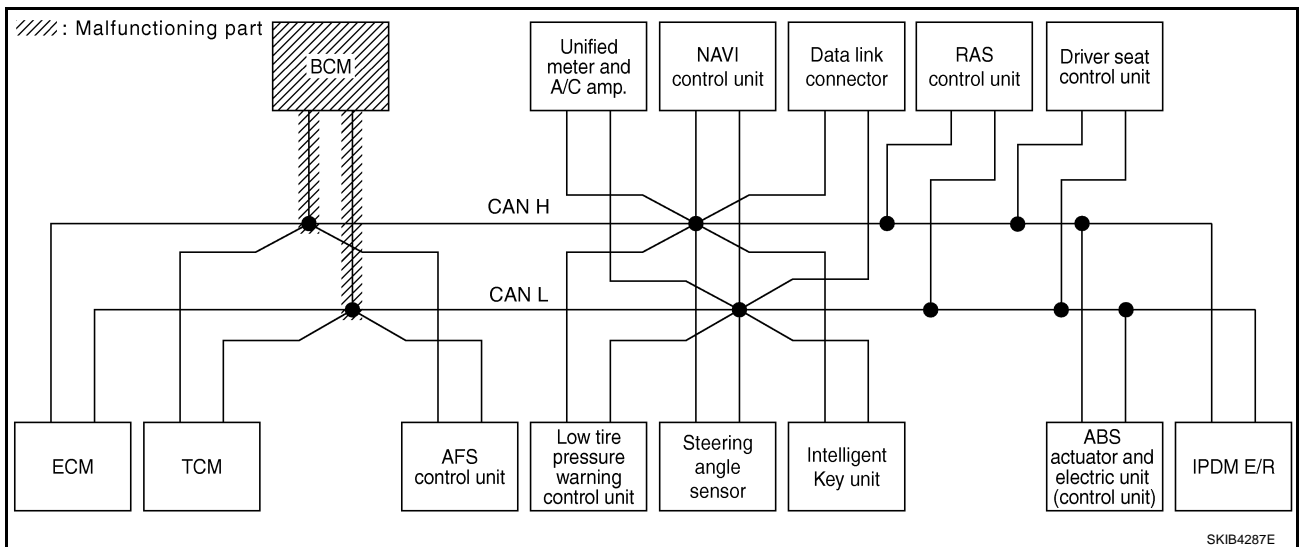 : Malfunctioning part
BCM
Unified
meter and
A/C amp.
NAVI
control unit
Data link
connector
RAS
control unit
Driver seat
control unit
CAN H
CAN L
ECM
TCM
AFS
control unit
Low tire
pressure
warning
control unit
Steering
angle
sensor
Intelligent
Key unit
ABS
actuator and
electric unit
(control unit)
IPDM E/R
SKIB4287E